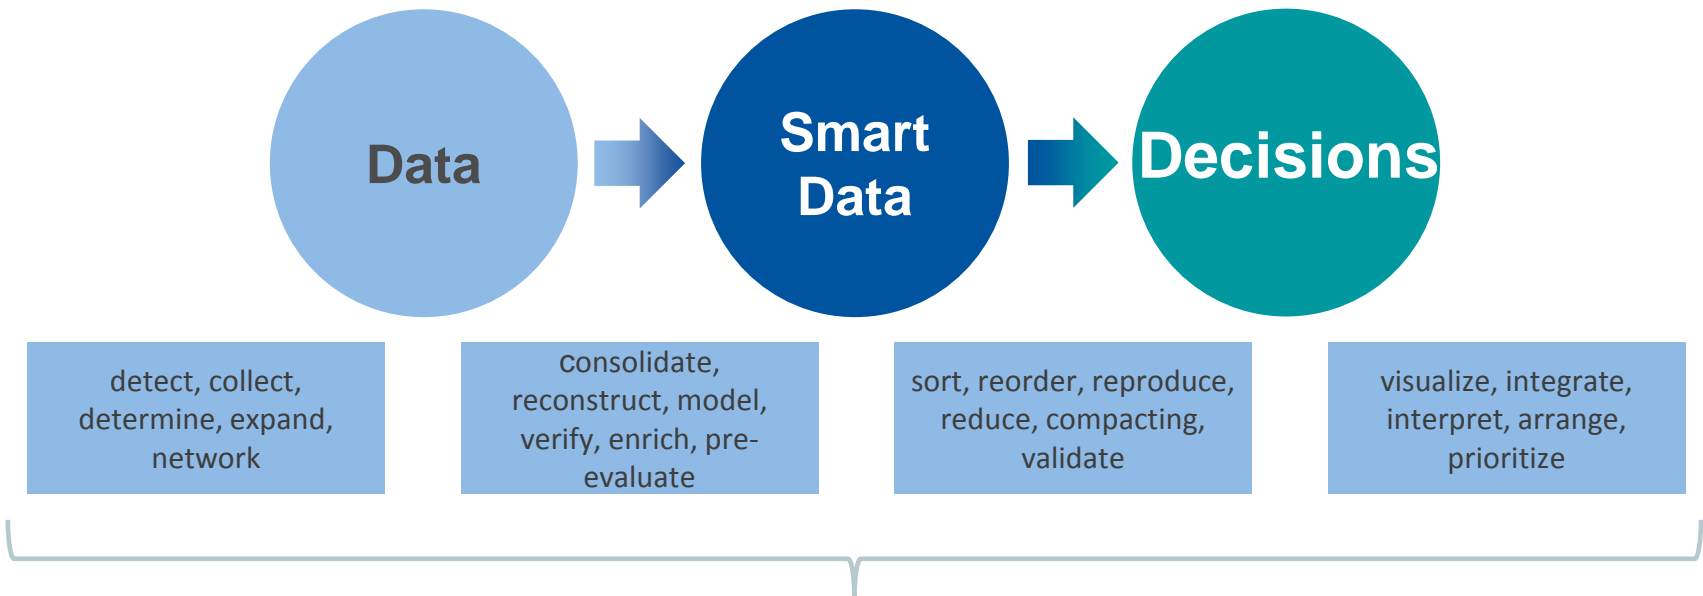 Data
Smart
Data
Decisions
detect, collect,
determine, expand,
network
consolidate,
reconstruct, model,
verify, enrich, pre-
evaluate
sort, reorder, reproduce,
reduce, compacting,
validate
visualize, integrate,
interpret, arrange,
prioritize